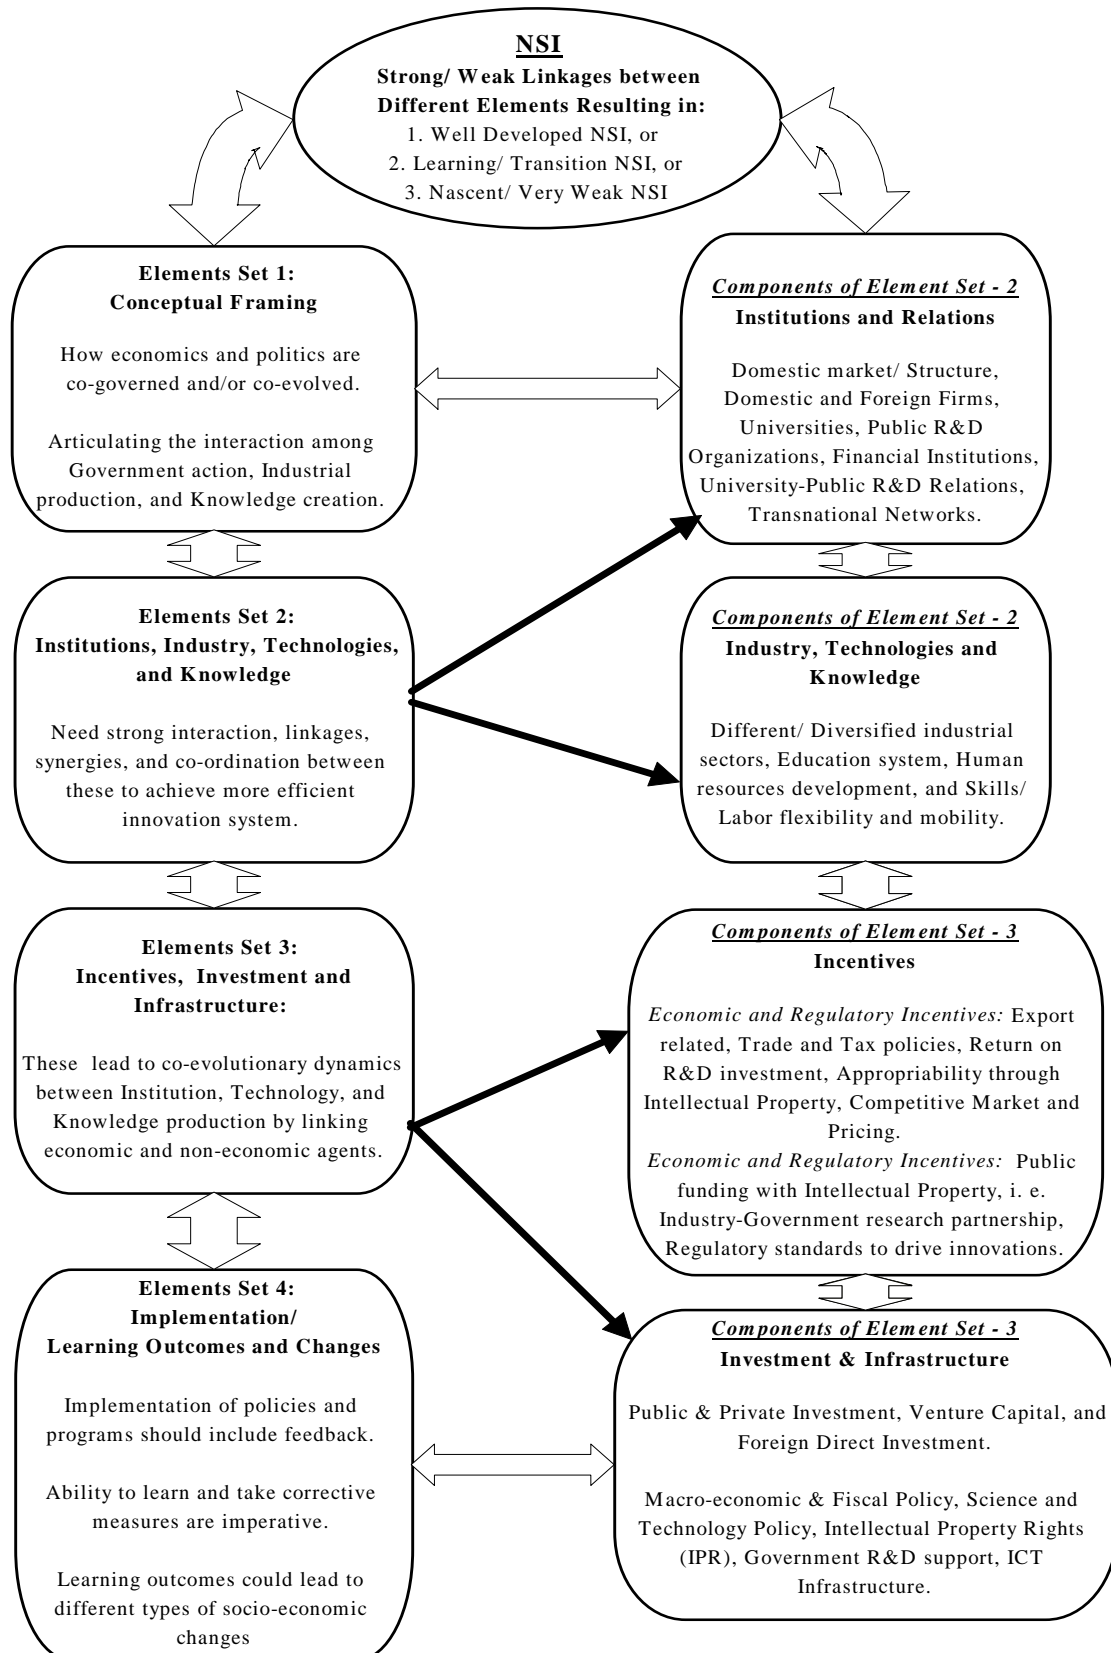 NSI
Strong/ Weak Linkages between
Different Elements Resulting in:
1. Well Developed NSI, or
2. Learning/ Transition NSI, or
3. Nascent/ Very Weak NSI
Elements Set 1:
Conceptual Framing
How economics and politics are
co-governed and/or co-evolved.
Articulating the interaction among
Government action, Industrial
production, and Knowledge creation.
Components of Element Set - 2
Institutions and Relations
Domestic market/ Structure,
Domestic and Foreign Firms,
Universities, Public R&D
Organizations, Financial Institutions,
University-Public R&D Relations,
Transnational Networks.
Elements Set 2:
Institutions, Industry, Technologies,
and Knowledge
Need strong interaction, linkages,
synergies, and co-ordination between
these to achieve more efficient
innovation system.
Components of Element Set - 2
Industry, Technologies and
Knowledge
Different/ Diversified industrial
sectors, Education system, Human
resources development, and Skills/
Labor flexibility and mobility.
Elements Set 3:
Incentives, Investment and
Infrastructure:
These lead to co-evolutionary dynamics
between Institution, Technology, and
Knowledge production by linking
economic and non-economic agents.
Components of Element Set - 3
Incentives
Economic and Regulatory Incentives: Export
related, Trade and Tax policies, Return on
R&D investment, Appropriability through
Intellectual Property, Competitive Market and
Pricing.
Economic and Regulatory Incentives: Public
funding with Intellectual Property, i. e.
Industry-Government research partnership,
Regulatory standards to drive innovations.
Elements Set 4:
Implementation/
Learning Outcomes and Changes
Implementation of policies and
programs should include feedback.
Ability to learn and take corrective
measures are imperative.
Learning outcomes could lead to
different types of socio-economic
changes
Components of Element Set - 3
Investment & Infrastructure
Public & Private Investment, Venture Capital, and
Foreign Direct Investment.
Macro-economic & Fiscal Policy, Science and
Technology Policy, Intellectual Property Rights
(IPR), Government R&D support, ICT
Infrastructure.